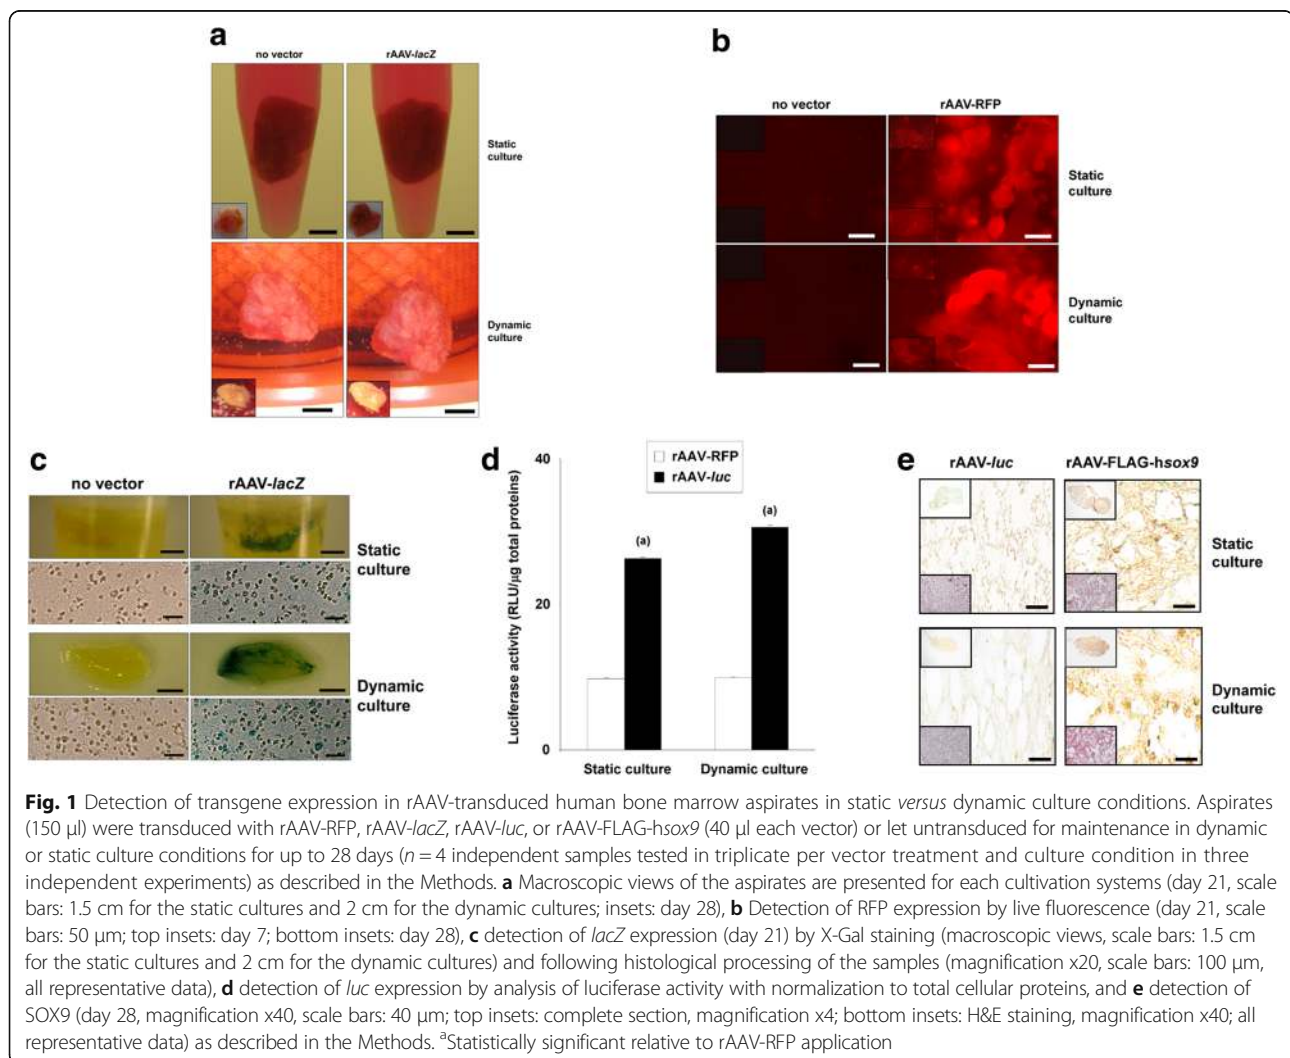 a
no vector
rAAV-lacZ
Static
culture
Dynamic
culture
b
no vector
rAAV-RFP
Static
culture
Dynamic
culture
c
no vector
rAAV-lacZ
Static
culture
Dynamic
culture
d
40
20
0
Luciferase activity (RLU/µg total proteins)
rAAV-RFP
rAAV-luc
(a)
(a)
Static culture
Dynamic culture
e
rAAV-luc
rAAV-FLAG-hsox9
Static
culture
Dynamic
culture
Fig. 1 Detection of transgene expression in rAAV-transduced human bone marrow aspirates in static versus dynamic culture conditions. Aspirates
(150 µl) were transduced with rAAV-RFP, rAAV-lacZ, rAAV-luc, or rAAV-FLAG-hsox9 (40 µl each vector) or let untransduced for maintenance in dynamic
or static culture conditions for up to 28 days (n = 4 independent samples tested in triplicate per vector treatment and culture condition in three
independent experiments) as described in the Methods. a Macroscopic views of the aspirates are presented for each cultivation systems (day 21, scale
bars: 1.5 cm for the static cultures and 2 cm for the dynamic cultures; insets: day 28), b Detection of RFP expression by live fluorescence (day 21, scale
bars: 50 µm; top insets: day 7; bottom insets: day 28), c detection of lacZ expression (day 21) by X-Gal staining (macroscopic views, scale bars: 1.5 cm
for the static cultures and 2 cm for the dynamic cultures) and following histological processing of the samples (magnification x20, scale bars: 100 µm,
all representative data), d detection of luc expression by analysis of luciferase activity with normalization to total cellular proteins, and e detection of
SOX9 (day 28, magnification x40, scale bars: 40 µm; top insets: complete section, magnification x4; bottom insets: H&E staining, magnification x40; all
representative data) as described in the Methods. ᵃStatistically significant relative to rAAV-RFP application